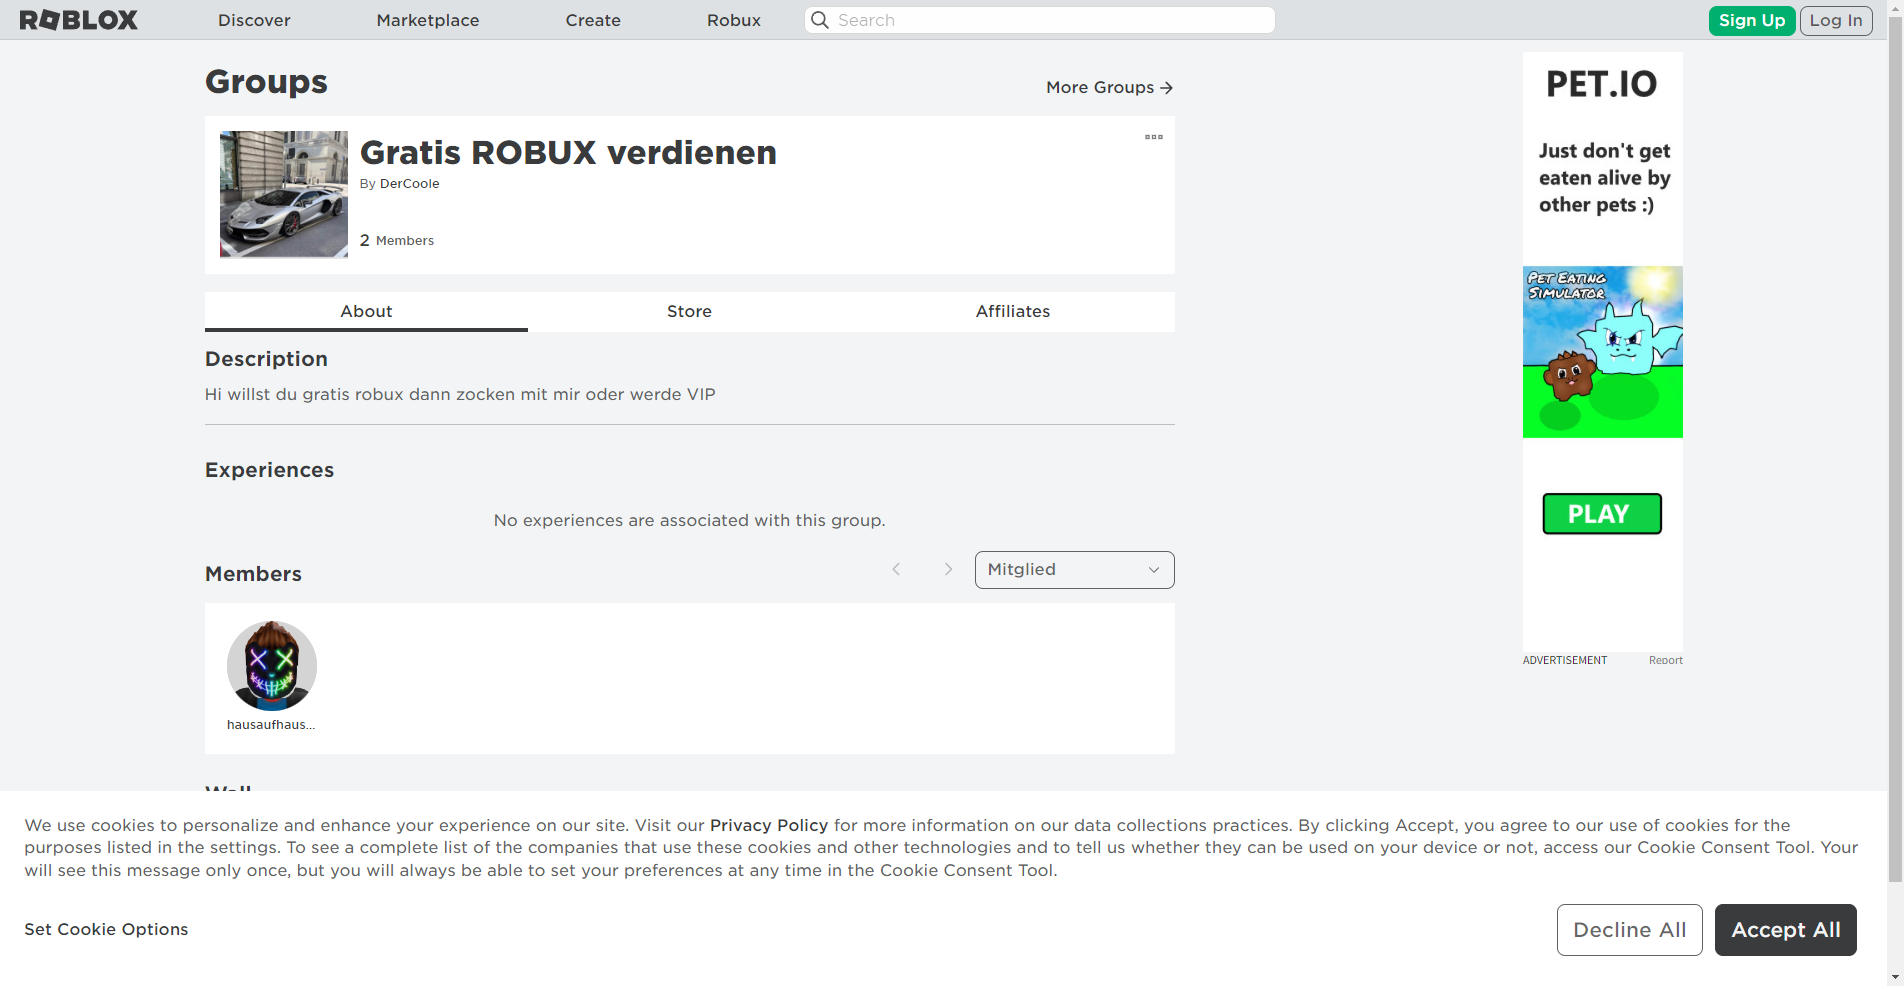 ROBLOX
Discover
Marketplace
Create
Robux
Search
Sign Up
Log In
Groups
More Groups →
Gratis ROBUX verdienen
By DerCoole
2 Members
About
Store
Affiliates
Description
Hi willst du gratis robux dann zocken mit mir oder werde VIP
Experiences
No experiences are associated with this group.
Members
Mitglied
hausaufhaus...
Wall
PET.IO
Just don't get
eaten alive by
other pets :)
PET EATING
SIMULATOR
PLAY
ADVERTISEMENT
Report
We use cookies to personalize and enhance your experience on our site. Visit our Privacy Policy for more information on our data collections practices. By clicking Accept, you agree to our use of cookies for the
purposes listed in the settings. To see a complete list of the companies that use these cookies and other technologies and to tell us whether they can be used on your device or not, access our Cookie Consent Tool. Your
will see this message only once, but you will always be able to set your preferences at any time in the Cookie Consent Tool.
Set Cookie Options
Decline All
Accept All